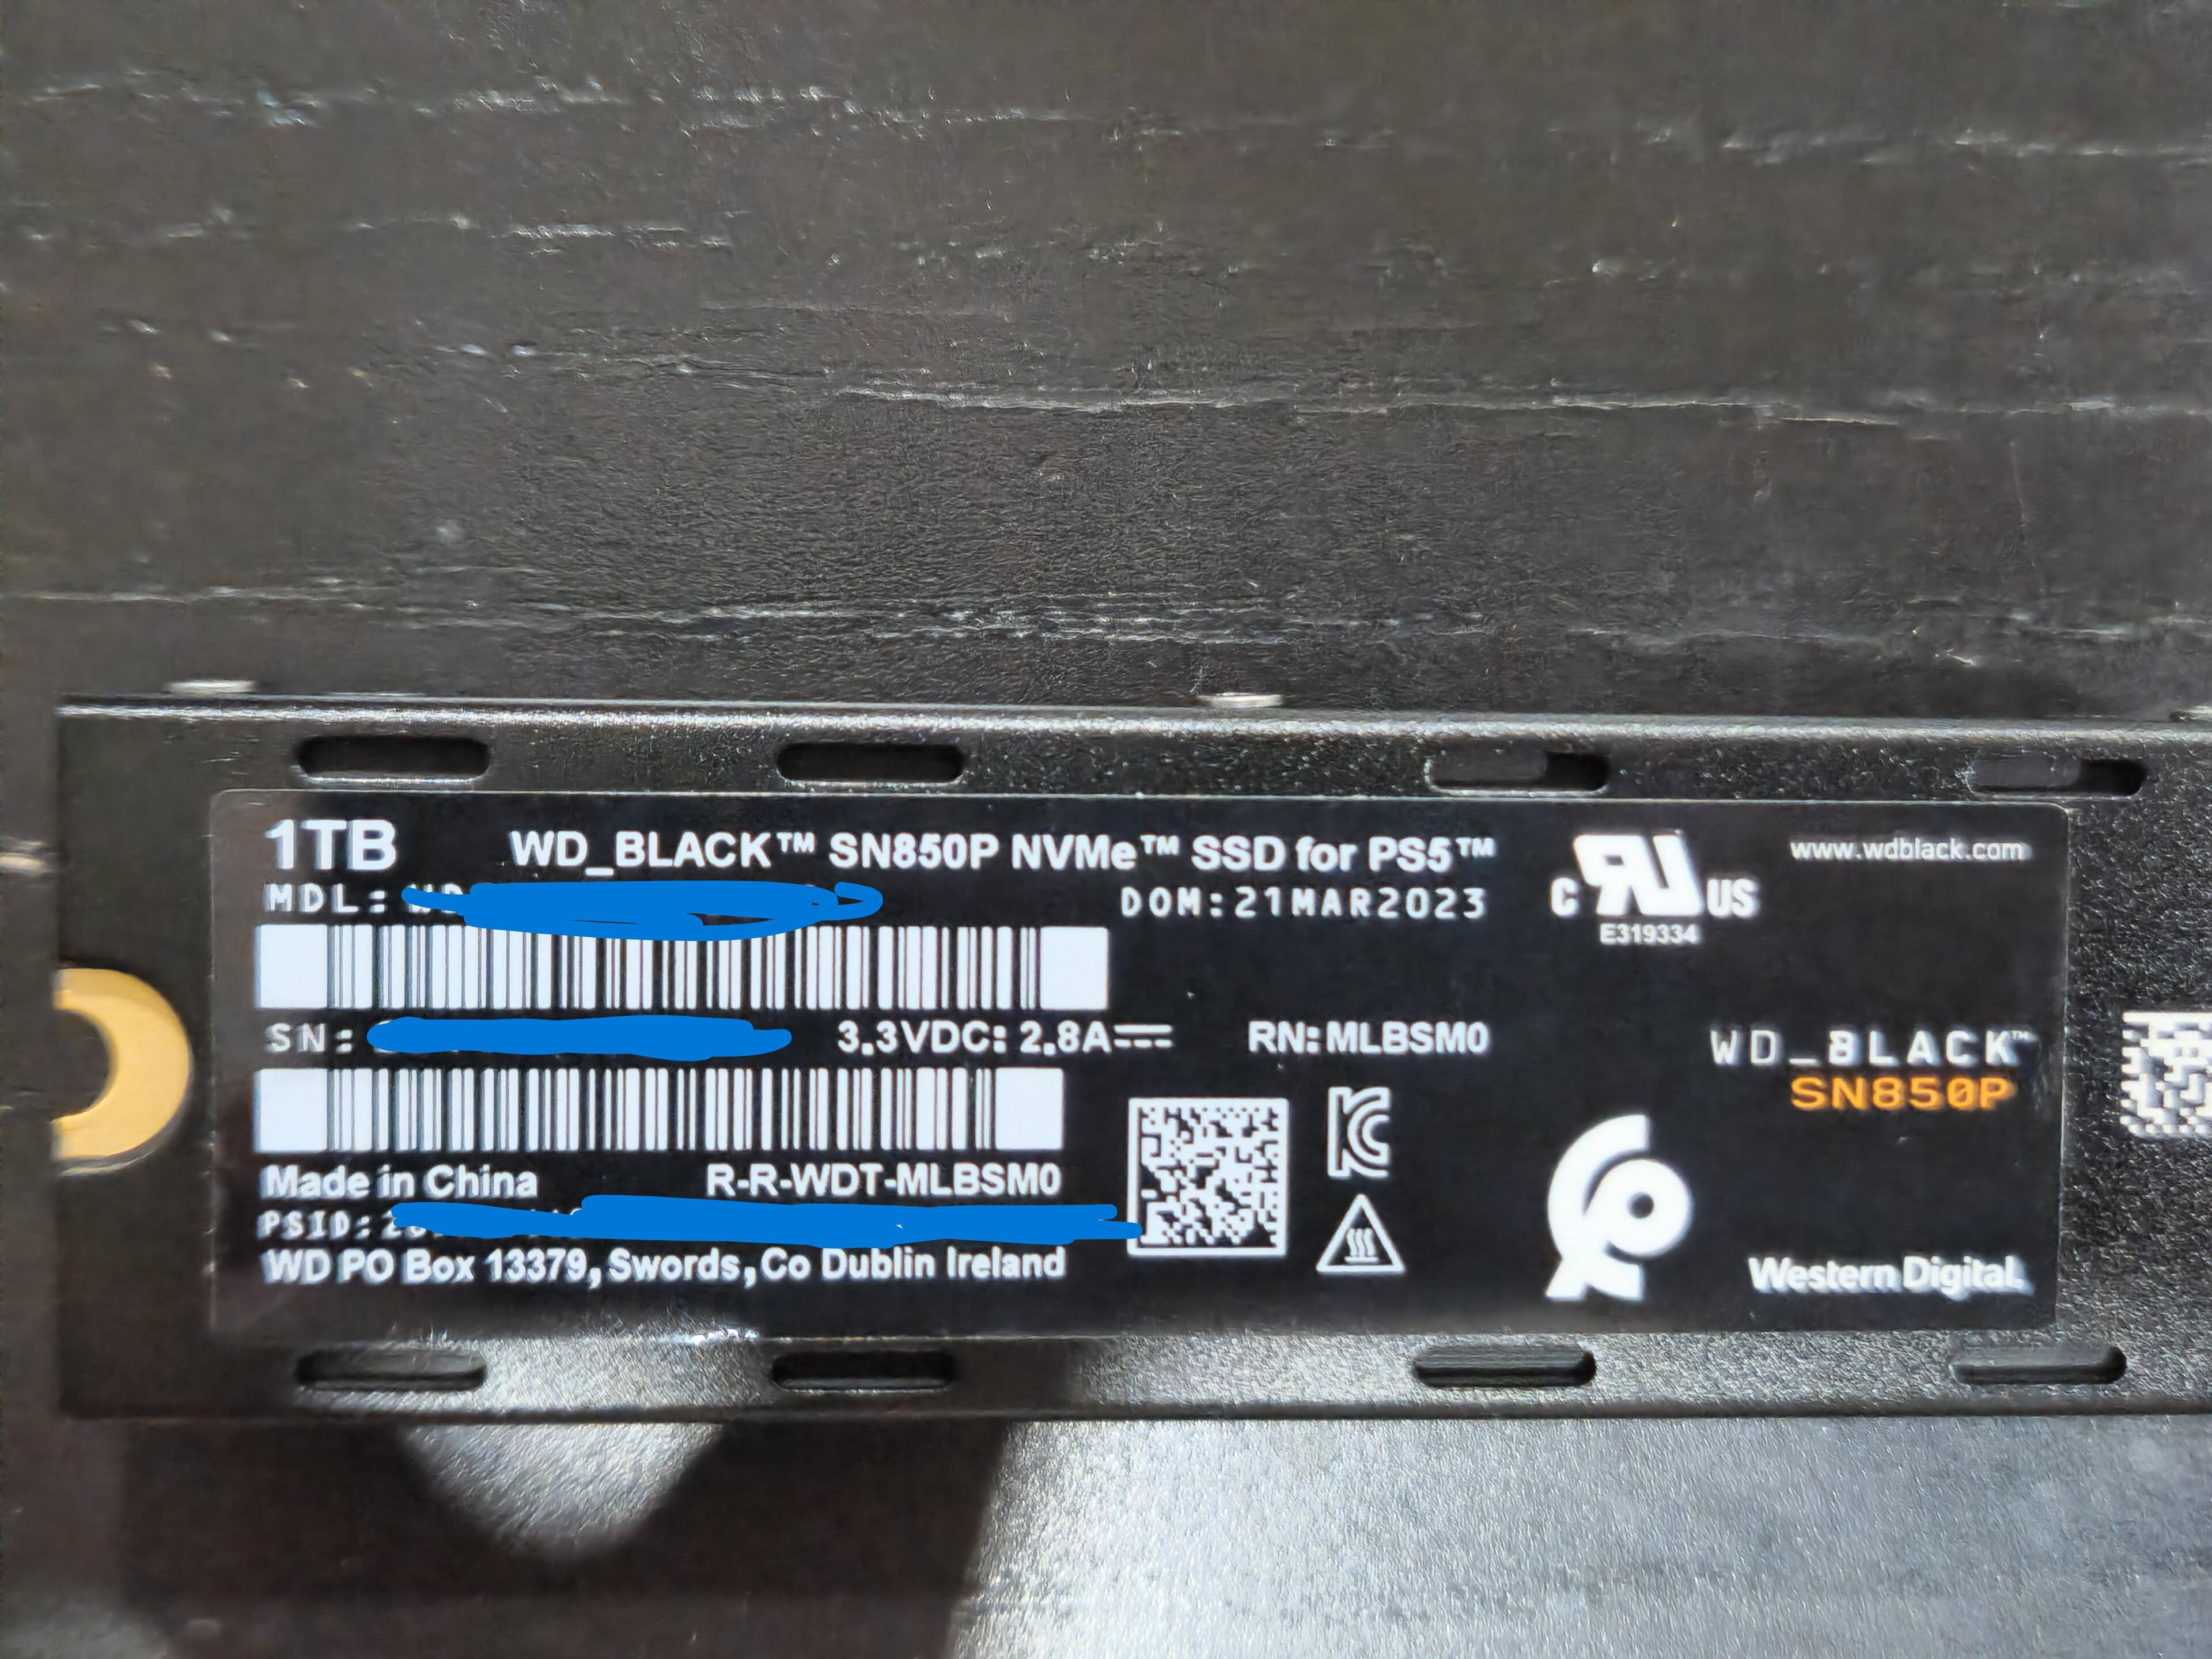 1TB WD_BLACK™ SN850P NVMe™ SSD for PS5™
MDL: DOM:21MAR2023
C UL US
E319334
www.wdblack.com
SN: 3.3VDC: 2.8A RN:MLBSM0
WD_BLACK™
SN850P
Made in China R-R-WDT-MLBSM0
PSID:
WD PO Box 13379, Swords, Co Dublin Ireland
Western Digital.